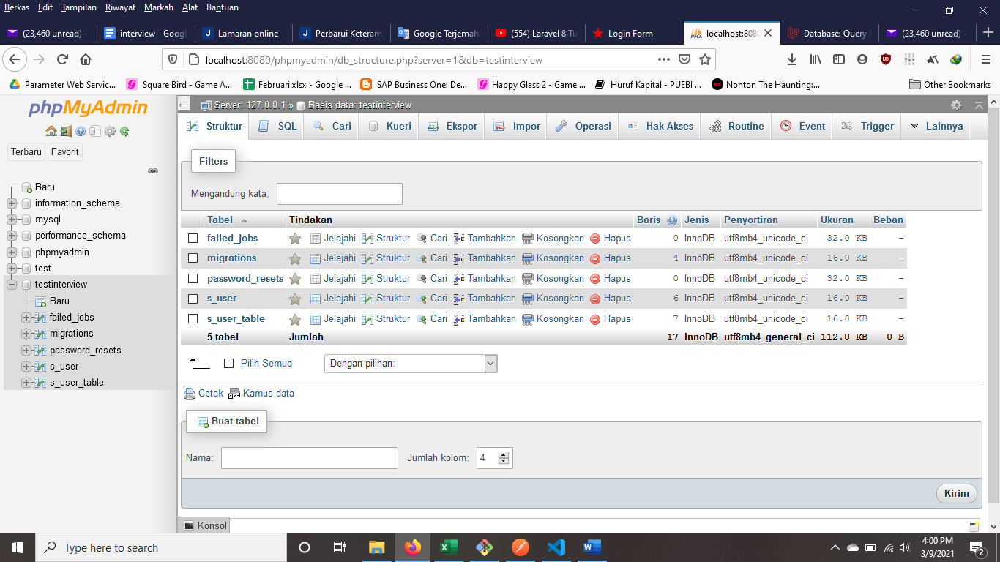 Berkas Edit Tampilan Riwayat Markah Alat Bantuan
(23,460 unread) - interview - Googl Lamaran online Perbarui Keteram Google Terjemah (554) Laravel 8 Tu Login Form localhost:8080 Database: Query (23,460 unread) -
localhost:8080/phpmyadmin/db_structure.php?server=1&db=testinterview
Parameter Web Servic... Square Bird - Game A... Februari.xlsx - Google ... SAP Business One: De... Happy Glass 2 - Game ... Huruf Kapital - PUEBI ... Nonton The Haunting:... Other Bookmarks
phpMyAdmin
Terbaru Favorit
Baru
information_schema
mysql
performance_schema
phpmyadmin
test
testinterview
Baru
failed_jobs
migrations
password_resets
s_user
s_user_table
Server: 127.0.0.1 » Basis data: testinterview
Struktur SQL Cari Kueri Ekspor Impor Operasi Hak Akses Routine Event Trigger Lainnya
Filters
Mengandung kata:
Tabel Tindakan Baris Jenis Penyortiran Ukuran Beban
failed_jobs Jelajahi Struktur Cari Tambahkan Kosongkan Hapus 0 InnoDB utf8mb4_unicode_ci 32.0 KB -
migrations Jelajahi Struktur Cari Tambahkan Kosongkan Hapus 4 InnoDB utf8mb4_unicode_ci 16.0 KB -
password_resets Jelajahi Struktur Cari Tambahkan Kosongkan Hapus 0 InnoDB utf8mb4_unicode_ci 32.0 KB -
s_user Jelajahi Struktur Cari Tambahkan Kosongkan Hapus 6 InnoDB utf8mb4_unicode_ci 16.0 KB -
s_user_table Jelajahi Struktur Cari Tambahkan Kosongkan Hapus 7 InnoDB utf8mb4_unicode_ci 16.0 KB -
5 tabel Jumlah 17 InnoDB utf8mb4_general_ci 112.0 KB 0 B
Pilih Semua Dengan pilihan:
Cetak Kamus data
Buat tabel
Nama: Jumlah kolom: 4
Kirim
Konsol
Type here to search
4:00 PM
3/9/2021
2